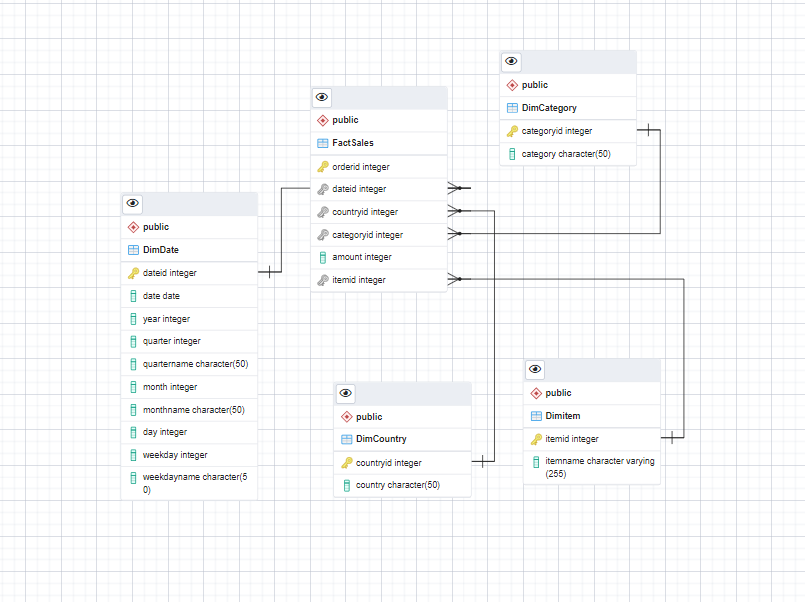 public
DimCategory
categoryid integer
category character(50)
public
FactSales
orderid integer
dateid integer
countryid integer
categoryid integer
amount integer
itemid integer
public
DimDate
dateid integer
date date
year integer
quarter integer
quartername character(50)
month integer
monthname character(50)
day integer
weekday integer
weekdayname character(5
0)
public
DimCountry
countryid integer
country character(50)
public
Dimitem
itemid integer
itemname character varying
(255)